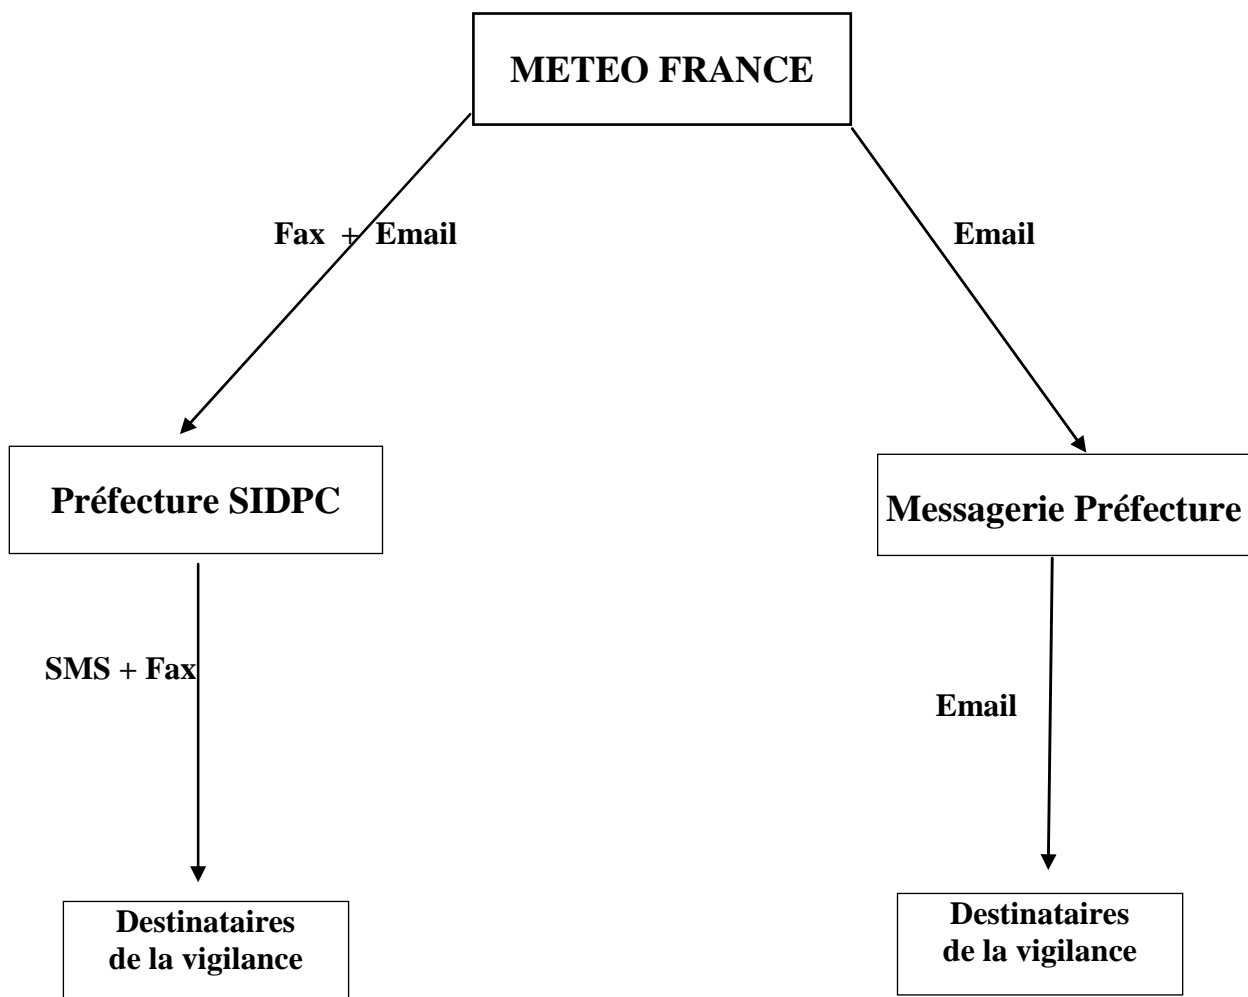 METEO FRANCE
Fax + Email
Email
Préfecture SIDPC
Messagerie Préfecture
SMS + Fax
Email
Destinataires
de la vigilance
Destinataires
de la vigilance